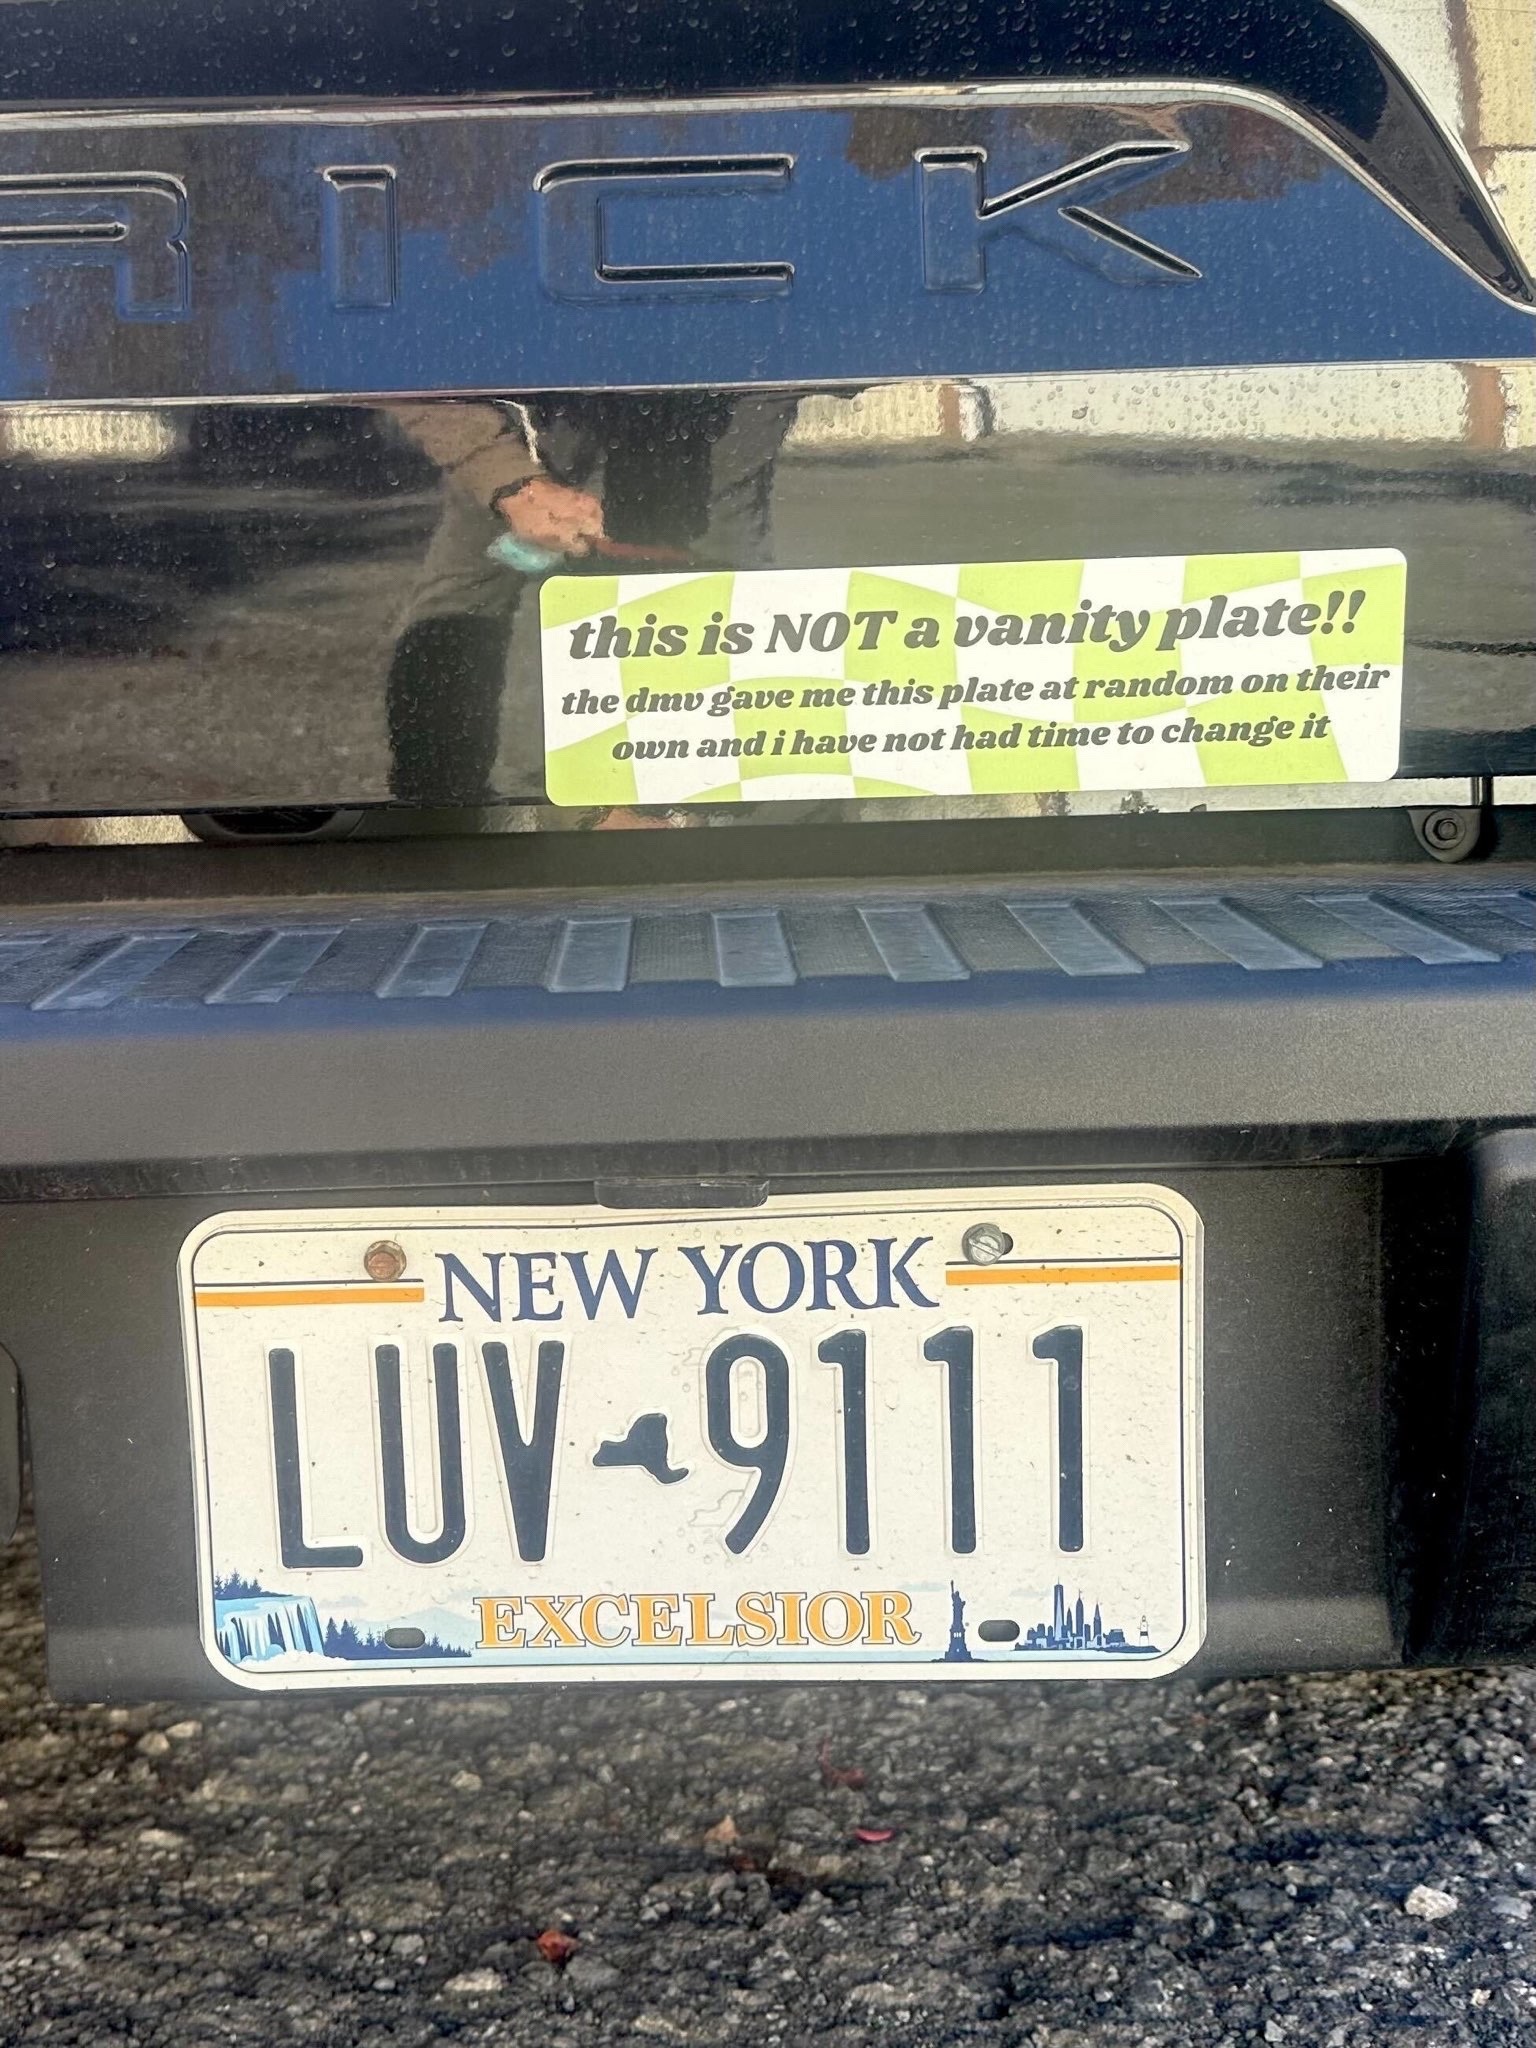 RICK
this is NOT a vanity plate!!
the dmv gave me this plate at random on their
own and i have not had time to change it
NEW YORK
LUV 9111
EXCELSIOR